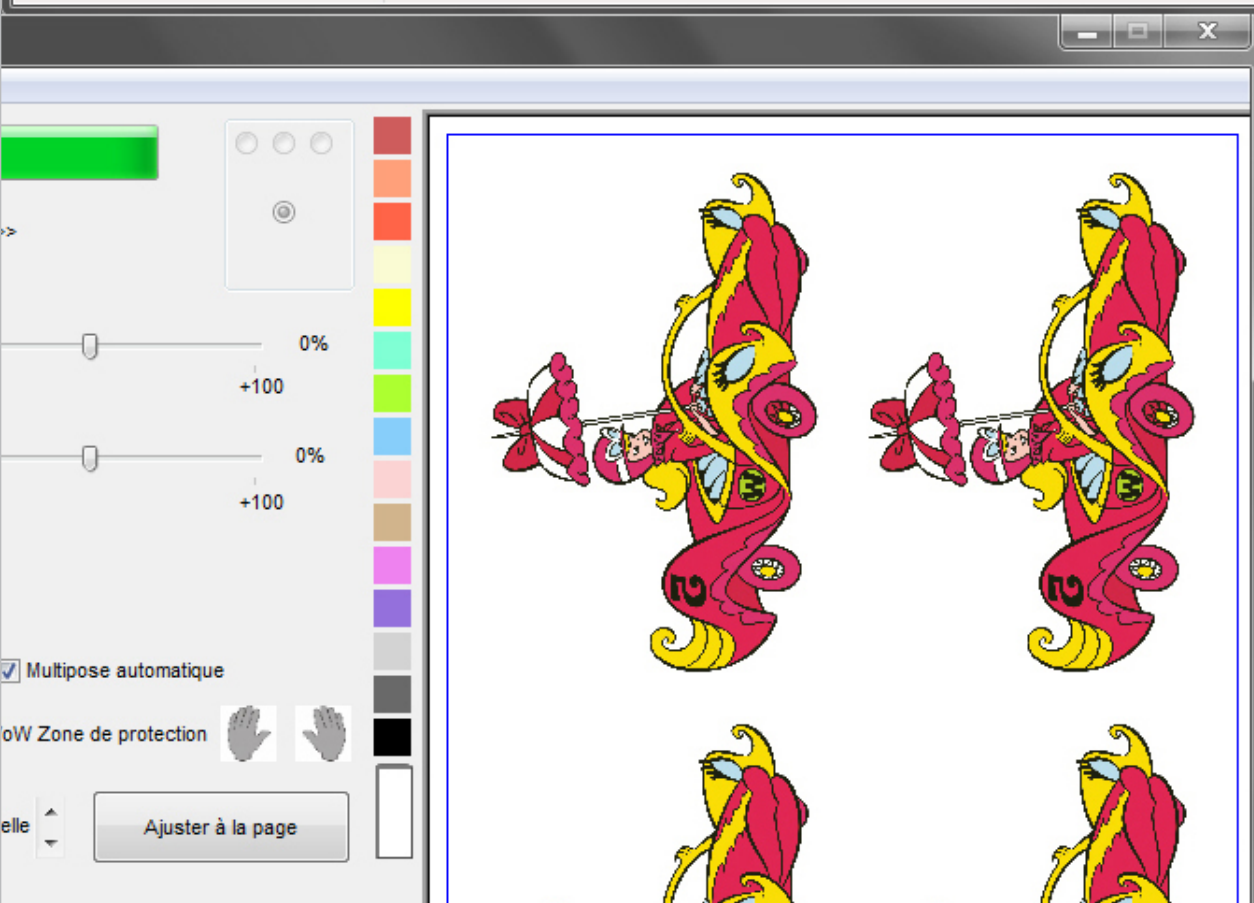 >>
0%
+100
0%
+100
Multipose automatique
oW Zone de protection
elle
Ajuster à la page
W
2
W
2